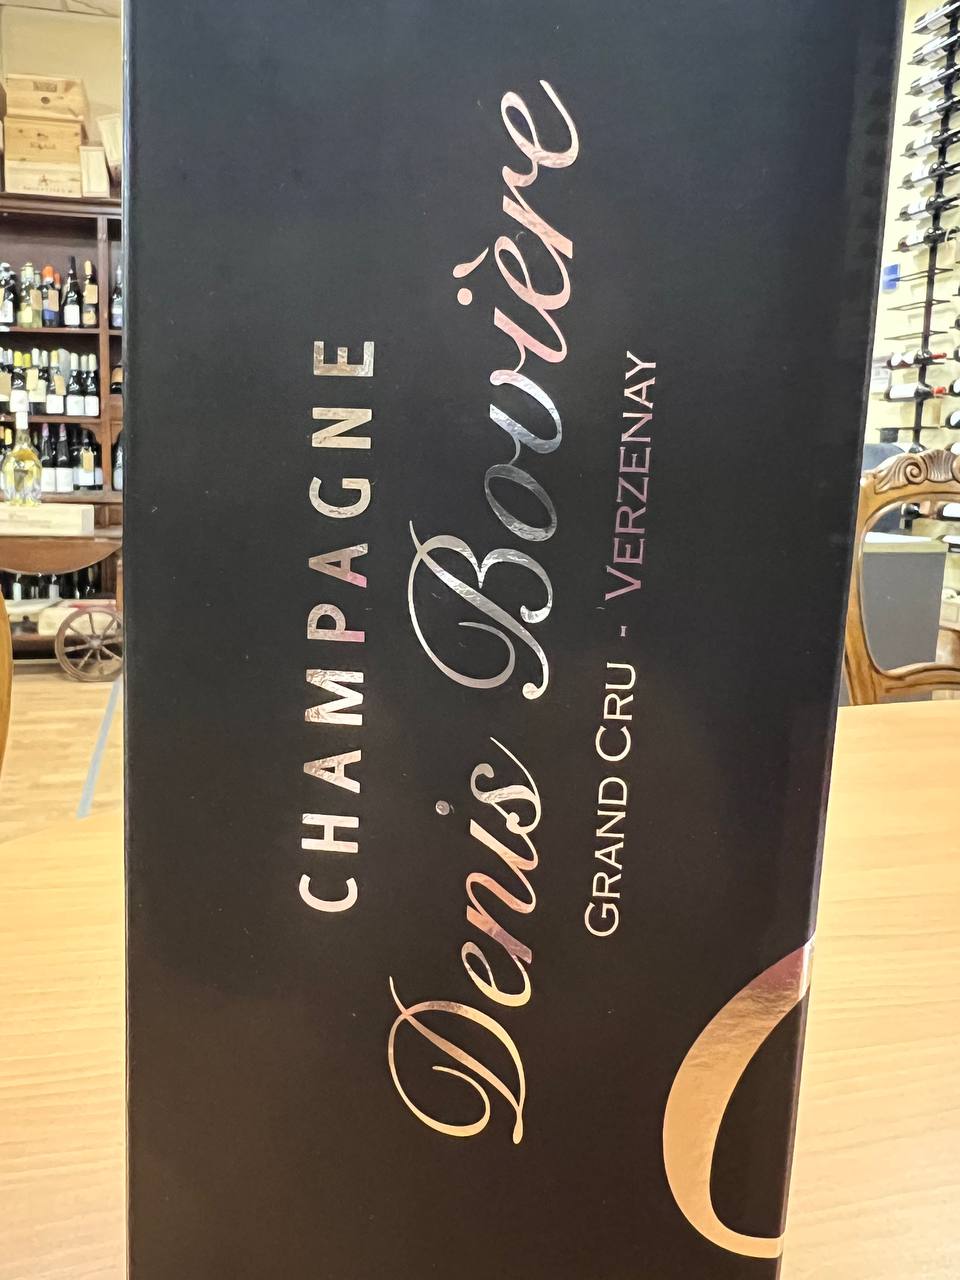 CHAMPAGNE
Denis Bovière
GRAND CRU - VERZENAY